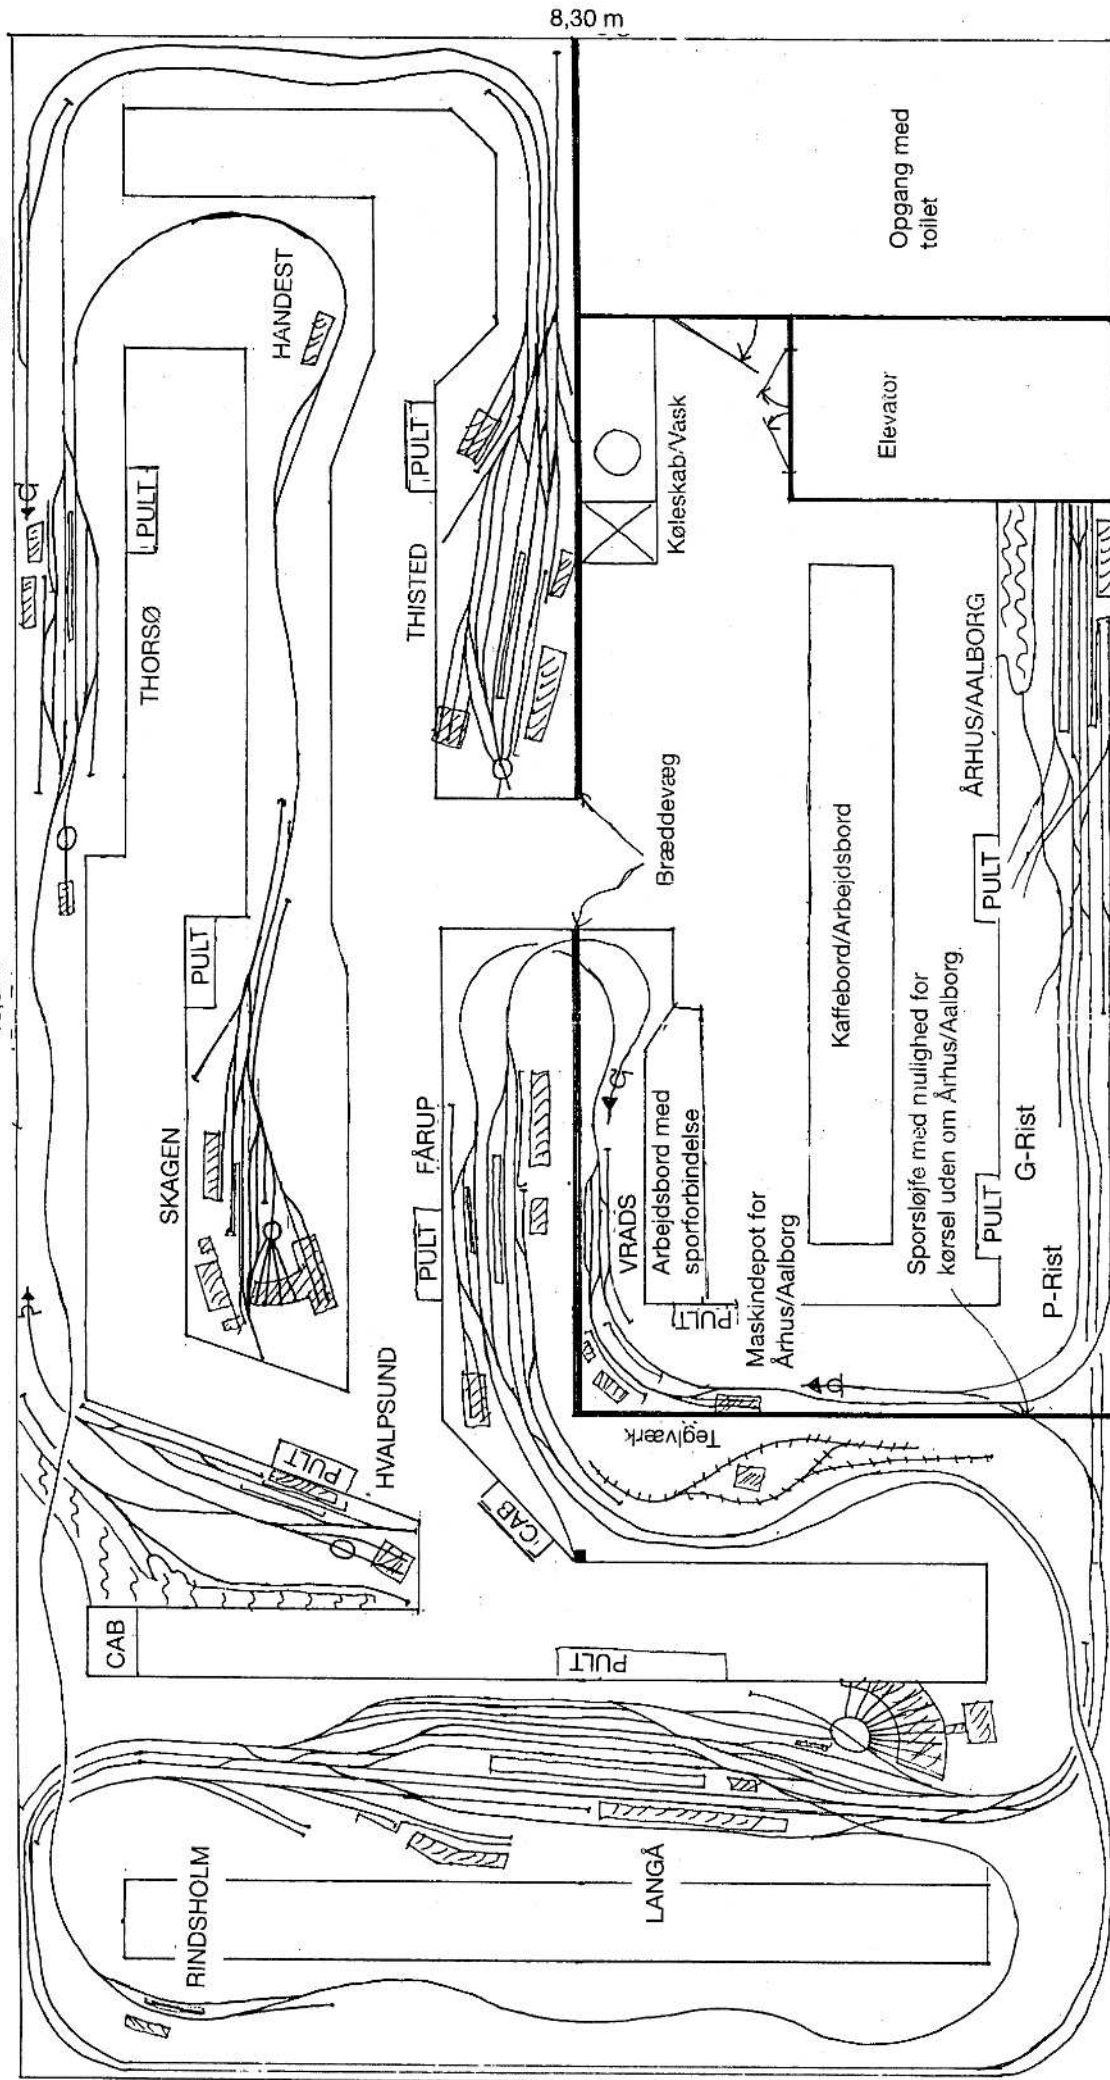 8,30 m
Opgang med
toilet
HANDEST
PULT
PULT
Elevator
Køleskab/Vask
THORSØ
THISTED
ÅRHUS/AALBORG
Bræddevæg
PULT
PULT
Kaffebord/Arbejdsbord
SKAGEN
FÅRUP
PULT
VRADS
Arbejdsbord med
sporforbindelse
PULT
Maskindepot for
Århus/Aalborg
Sporsløjfe med mulighed for
kørsel uden om Århus/Aalborg.
PULT
G-Rist
P-Rist
HVALPSUND
PULT
Teglværk
CAB
CAB
PULT
RINDSHOLM
LANGÅ